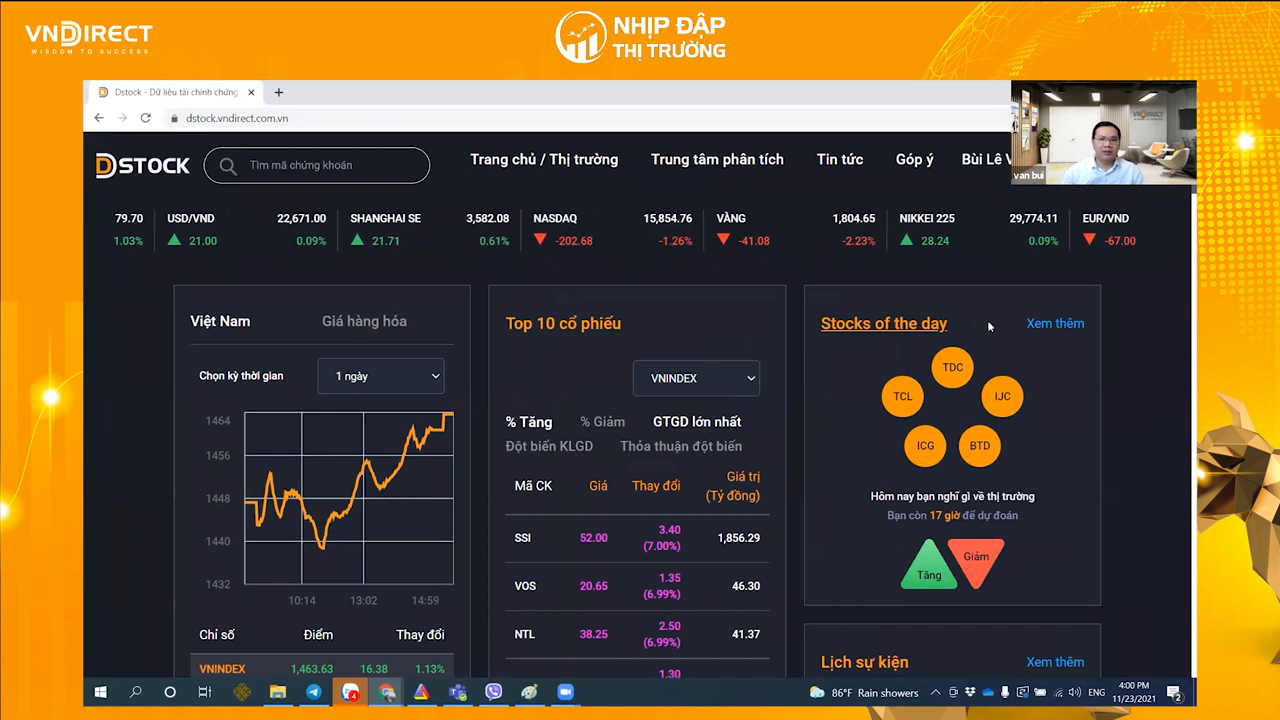 VNDIRECT
WISDOM TO SUCCESS
NHỊP ĐẬP
THỊ TRƯỜNG
Dstock - Dữ liệu tài chính chứng
dstock.vndirect.com.vn
DSTOCK
Tìm mã chứng khoán
Trang chủ / Thị trường
Trung tâm phân tích
Tin tức
Góp ý
Bùi Lê V
van bui
79.70
USD/VND
22,671.00
SHANGHAI SE
3,582.08
NASDAQ
15,854.76
VÀNG
1,804.65
NIKKEI 225
29,774.11
EUR/VND
1.03%
21.00
0.09%
21.71
0.61%
-202.68
-1.26%
-41.08
-2.23%
28.24
0.09%
-67.00
Việt Nam
Giá hàng hóa
Chọn kỳ thời gian
1 ngày
1464
1456
1448
1440
1432
10:14
13:02
14:59
Chỉ số
Điểm
Thay đổi
VNINDEX
1,463.63
16.38
1.13%
Top 10 cổ phiếu
VNINDEX
% Tăng
% Giảm
GTGD lớn nhất
Đột biến KLGD
Thỏa thuận đột biến
Mã CK
Giá
Thay đổi
Giá trị
(Tỷ đồng)
SSI
52.00
3.40
(7.00%)
1,856.29
VOS
20.65
1.35
(6.99%)
46.30
NTL
38.25
2.50
(6.99%)
41.37
1.30
Stocks of the day
Xem thêm
TDC
TCL
IJC
ICG
BTD
Hôm nay bạn nghĩ gì về thị trường
Bạn còn 17 giờ để dự đoán
Tăng
Giảm
Lịch sự kiện
Xem thêm
86°F Rain showers
ENG
4:00 PM
11/23/2021
2